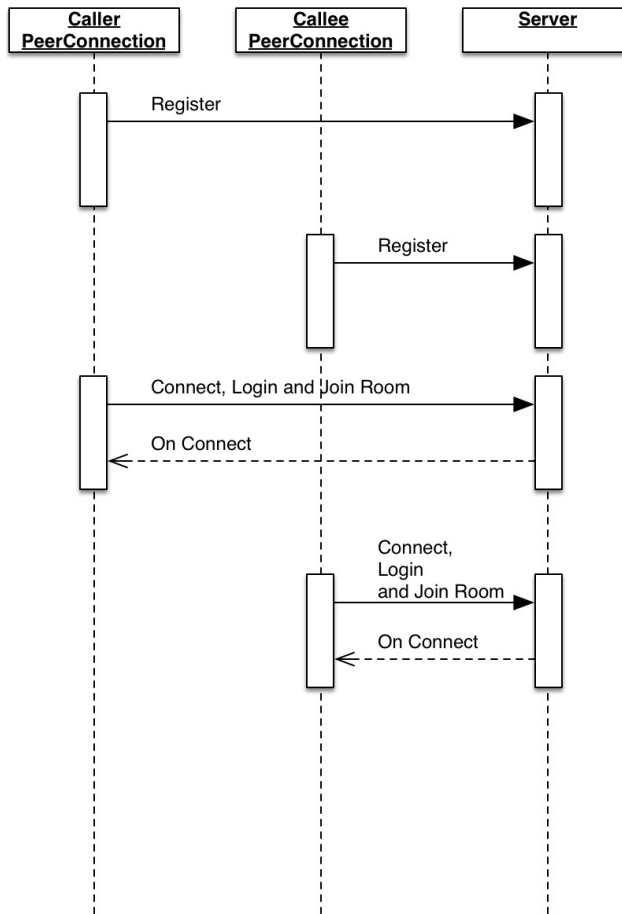 Caller
PeerConnection
Callee
PeerConnection
Server
Register
Register
Connect, Login and Join Room
On Connect
Connect,
Login
and Join Room
On Connect